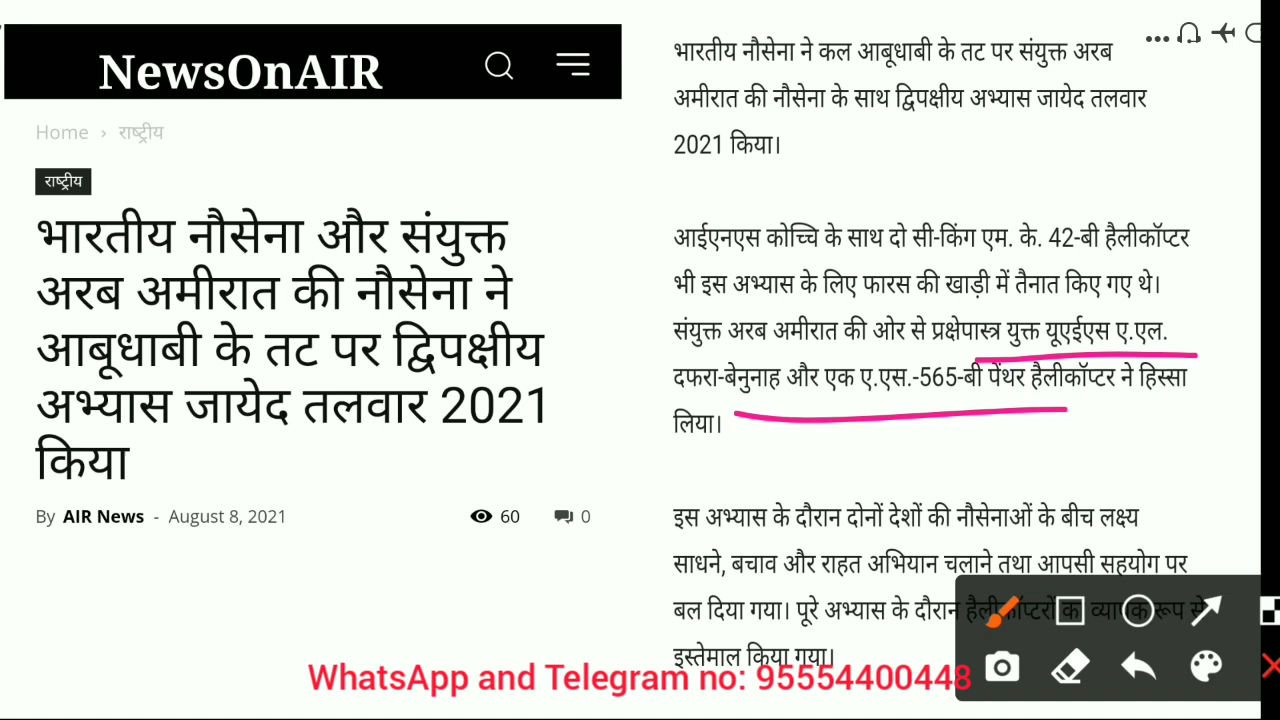 NewsOnAIR
Home › राष्ट्रीय
राष्ट्रीय
भारतीय नौसेना और संयुक्त
अरब अमीरात की नौसेना ने
आबूधाबी के तट पर द्विपक्षीय
अभ्यास जायेद तलवार 2021
किया
By AIR News - August 8, 2021 60 0
भारतीय नौसेना ने कल आबूधाबी के तट पर संयुक्त अरब
अमीरात की नौसेना के साथ द्विपक्षीय अभ्यास जायेद तलवार
2021 किया।
आईएनएस कोच्चि के साथ दो सी-किंग एम. के. 42-बी हैलीकॉप्टर
भी इस अभ्यास के लिए फारस की खाड़ी में तैनात किए गए थे।
संयुक्त अरब अमीरात की ओर से प्रक्षेपास्त्र युक्त यूएईएस ए.एल.
दफरा-बेनुनाह और एक ए.एस.-565-बी पेंथर हैलीकॉप्टर ने हिस्सा
लिया।
इस अभ्यास के दौरान दोनों देशों की नौसेनाओं के बीच लक्ष्य
साधने, बचाव और राहत अभियान चलाने तथा आपसी सहयोग पर
बल दिया गया। पूरे अभ्यास के दौरान हैलीकॉप्टरों का व्यापक रूप से
इस्तेमाल किया गया।
WhatsApp and Telegram no: 95554400448